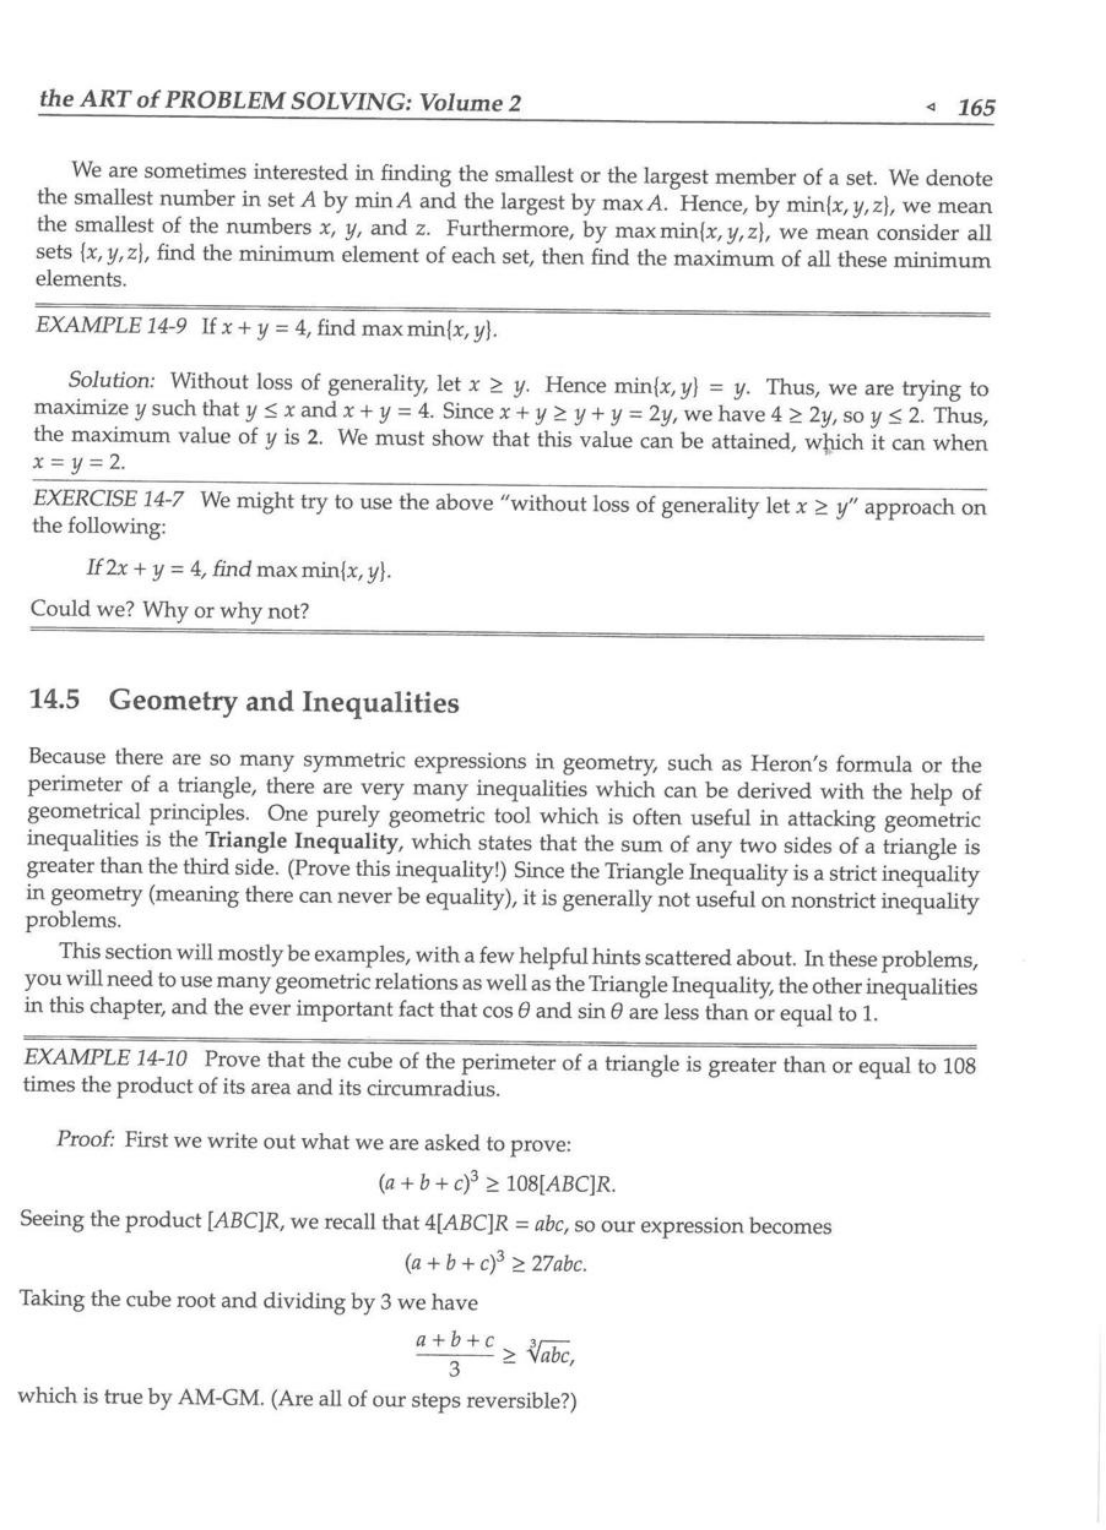 the ART of PROBLEM SOLVING: Volume 2 ◃ 165
We are sometimes interested in finding the smallest or the largest member of a set. We denote
the smallest number in set A by min A and the largest by max A. Hence, by min{x, y, z}, we mean
the smallest of the numbers x, y, and z. Furthermore, by max min{x, y, z}, we mean consider all
sets {x, y, z}, find the minimum element of each set, then find the maximum of all these minimum
elements.
EXAMPLE 14-9 If x + y = 4, find max min{x, y}.
Solution: Without loss of generality, let x ≥ y. Hence min{x, y} = y. Thus, we are trying to
maximize y such that y ≤ x and x + y = 4. Since x + y ≥ y + y = 2y, we have 4 ≥ 2y, so y ≤ 2. Thus,
the maximum value of y is 2. We must show that this value can be attained, which it can when
x = y = 2.
EXERCISE 14-7 We might try to use the above “without loss of generality let x ≥ y” approach on
the following:
If 2x + y = 4, find max min{x, y}.
Could we? Why or why not?
14.5 Geometry and Inequalities
Because there are so many symmetric expressions in geometry, such as Heron's formula or the
perimeter of a triangle, there are very many inequalities which can be derived with the help of
geometrical principles. One purely geometric tool which is often useful in attacking geometric
inequalities is the Triangle Inequality, which states that the sum of any two sides of a triangle is
greater than the third side. (Prove this inequality!) Since the Triangle Inequality is a strict inequality
in geometry (meaning there can never be equality), it is generally not useful on nonstrict inequality
problems.
This section will mostly be examples, with a few helpful hints scattered about. In these problems,
you will need to use many geometric relations as well as the Triangle Inequality, the other inequalities
in this chapter, and the ever important fact that cos θ and sin θ are less than or equal to 1.
EXAMPLE 14-10 Prove that the cube of the perimeter of a triangle is greater than or equal to 108
times the product of its area and its circumradius.
Proof: First we write out what we are asked to prove:
(a + b + c)³ ≥ 108[ABC]R.
Seeing the product [ABC]R, we recall that 4[ABC]R = abc, so our expression becomes
(a + b + c)³ ≥ 27abc.
Taking the cube root and dividing by 3 we have
(a + b + c)/3 ≥ ∛abc,
which is true by AM-GM. (Are all of our steps reversible?)